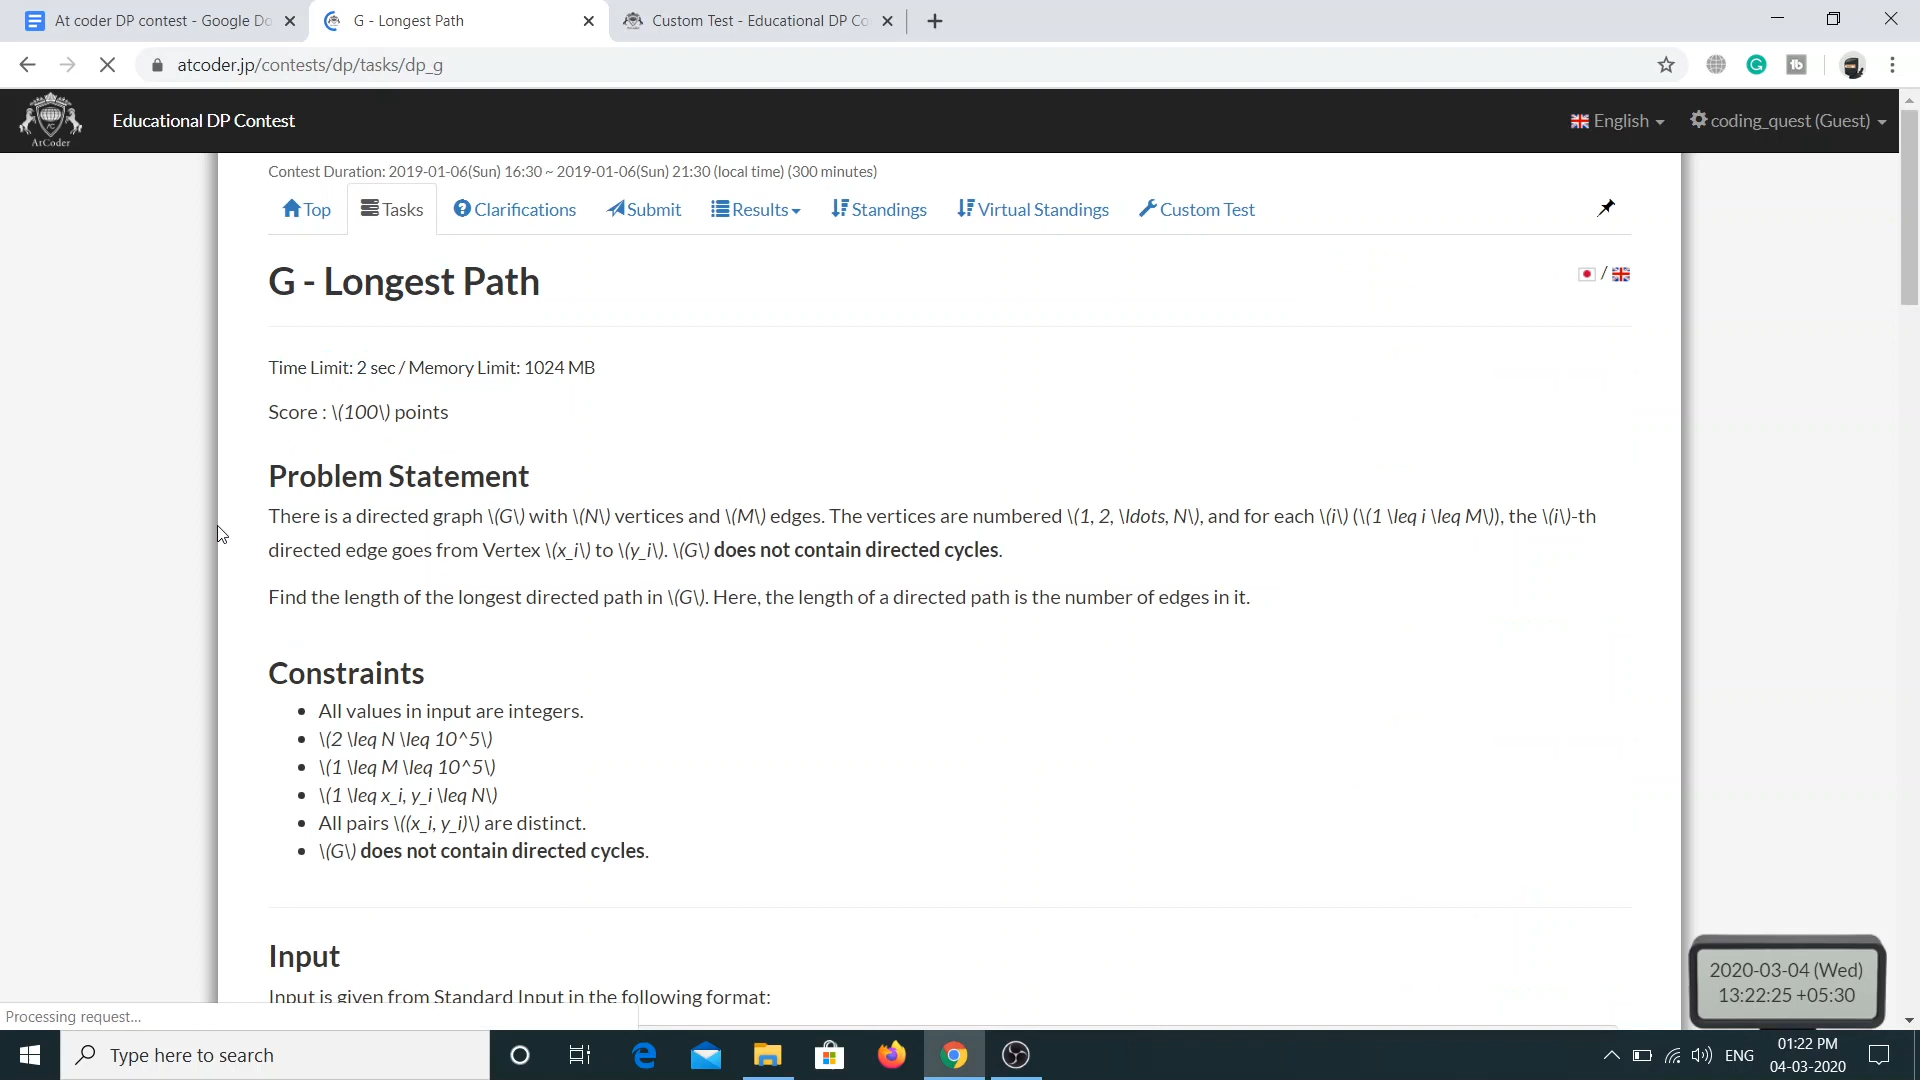 At coder DP contest - Google Do
G - Longest Path
Custom Test - Educational DP Co
atcoder.jp/contests/dp/tasks/dp_g
AtCoder
Educational DP Contest
English
coding_quest (Guest)
Contest Duration: 2019-01-06(Sun) 16:30 ~ 2019-01-06(Sun) 21:30 (local time) (300 minutes)
Top Tasks Clarifications Submit Results Standings Virtual Standings Custom Test
G - Longest Path
/
Time Limit: 2 sec / Memory Limit: 1024 MB
Score : \(100\) points
Problem Statement
There is a directed graph \(G\) with \(N\) vertices and \(M\) edges. The vertices are numbered \(1, 2, \ldots, N\), and for each \(i\) (\(1 \leq i \leq M\)), the \(i\)-th
directed edge goes from Vertex \(x_i\) to \(y_i\). \(G\) does not contain directed cycles.
Find the length of the longest directed path in \(G\). Here, the length of a directed path is the number of edges in it.
Constraints
• All values in input are integers.
• \(2 \leq N \leq 10^5\)
• \(1 \leq M \leq 10^5\)
• \(1 \leq x_i, y_i \leq N\)
• All pairs \((x_i, y_i)\) are distinct.
• \(G\) does not contain directed cycles.
Input
Input is given from Standard Input in the following format:
2020-03-04 (Wed)
13:22:25 +05:30
Processing request...
Type here to search
ENG
01:22 PM
04-03-2020